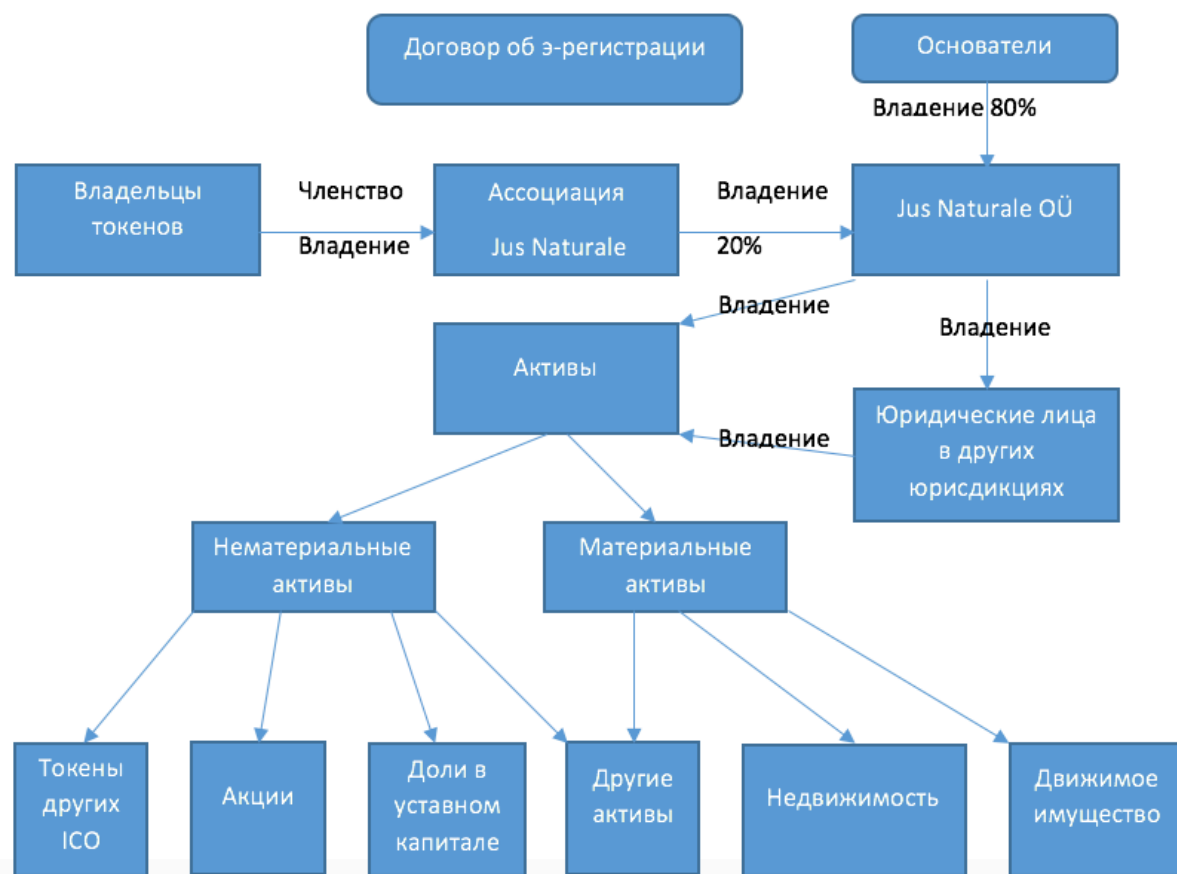 Договор об э-регистрации
Основатели
Владение 80%
Владельцы
токенов
Членство
Владение
Ассоциация
Jus Naturale
Владение
20%
Jus Naturale OÜ
Владение
Владение
Активы
Владение
Юридические лица
в других
юрисдикциях
Нематериальные
активы
Материальные
активы
Токены
других
ICO
Акции
Доли в
уставном
капитале
Другие
активы
Недвижимость
Движимое
имущество